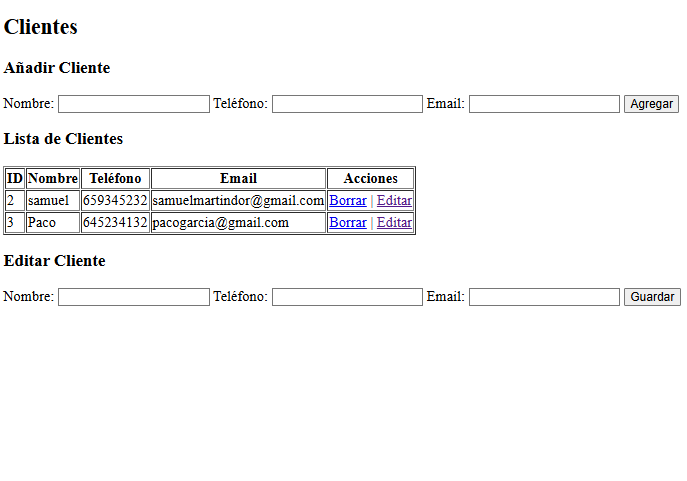 Clientes
Añadir Cliente
Nombre: Teléfono: Email: Agregar
Lista de Clientes
ID Nombre Teléfono Email Acciones
2 samuel 659345232 samuelmartindor@gmail.com Borrar | Editar
3 Paco 645234132 pacogarcia@gmail.com Borrar | Editar
Editar Cliente
Nombre: Teléfono: Email: Guardar